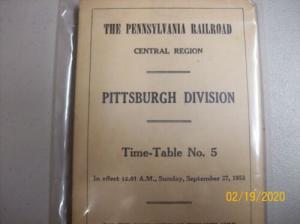 THE PENNSYLVANIA RAILROAD
CENTRAL REGION
PITTSBURGH DIVISION
Time-Table No. 5
In effect 12.01 A.M., Sunday, September 27, 1953
02/19/2020